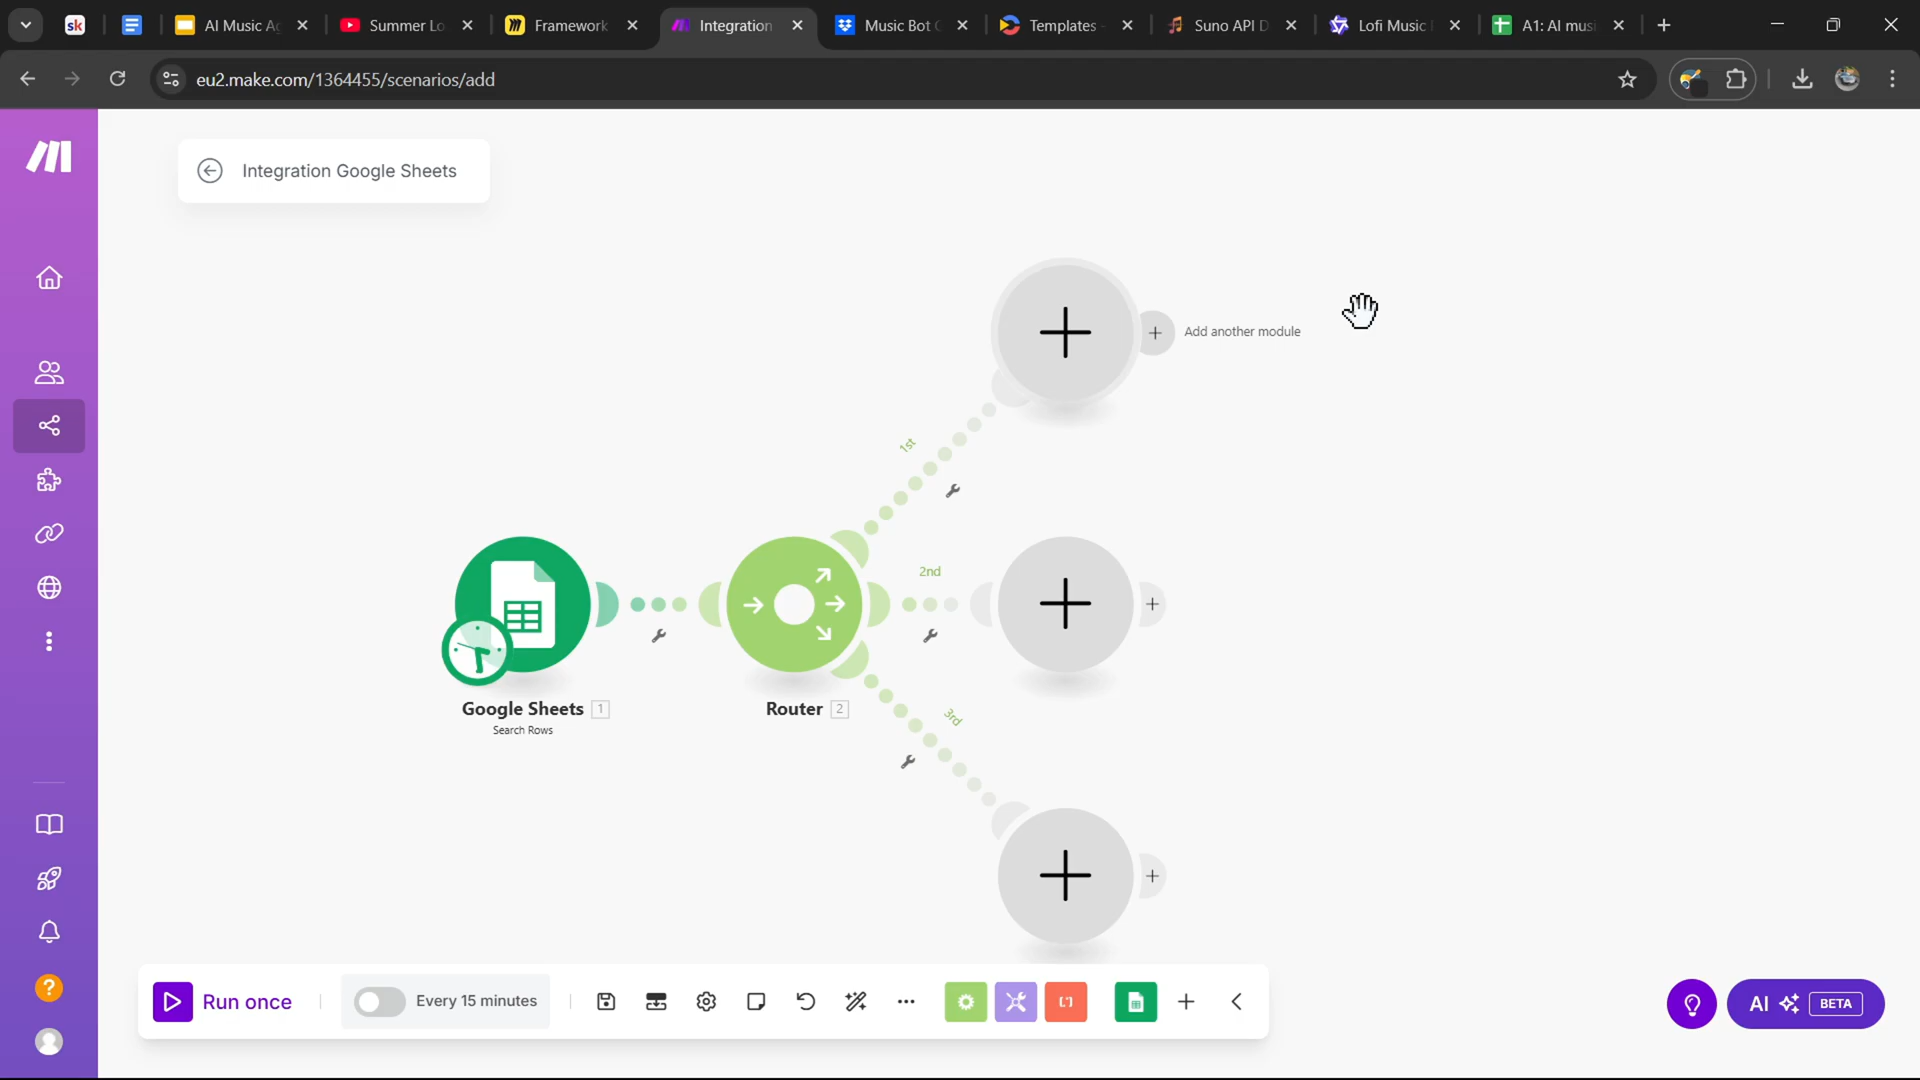 sk
AI Music Ag
Summer Lo
Framework
Integration
Music Bot C
Templates -
Suno API D
Lofi Music
A1: AI musi
eu2.make.com/1364455/scenarios/add
Integration Google Sheets
Add another module
1st
2nd
3rd
Google Sheets 1
Search Rows
Router 2
Run once
Every 15 minutes
AI BETA